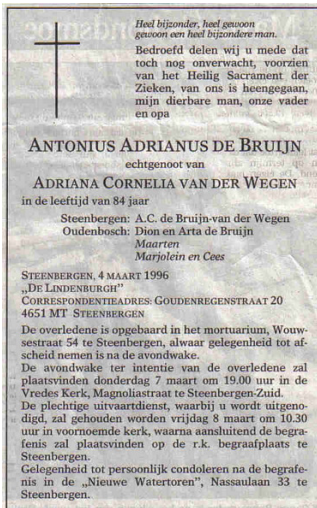 Heel bijzonder, heel gewoon
gewoon een heel bijzondere man.
Bedroefd delen wij u mede dat
toch nog onverwacht, voorzien
van het Heilig Sacrament der
Zieken, van ons is heengegaan,
mijn dierbare man, onze vader
en opa
ANTONIUS ADRIANUS DE BRUIJN
echtgenoot van
ADRIANA CORNELIA VAN DER WEGEN
in de leeftijd van 84 jaar
Steenbergen: A.C. de Bruijn-van der Wegen
Oudenbosch: Dion en Arta de Bruijn
Maarten
Marjolein en Cees
STEENBERGEN, 4 MAART 1996
„DE LINDENBURGH”
CORRESPONDENTIEADRES: GOUDENREGENSTRAAT 20
4651 MT STEENBERGEN
De overledene is opgebaard in het mortuarium, Wouw-
sestraat 54 te Steenbergen, alwaar gelegenheid tot af-
scheid nemen is na de avondwake.
De avondwake ter intentie van de overledene zal
plaatsvinden donderdag 7 maart om 19.00 uur in de
Vredes Kerk, Magnoliastraat te Steenbergen-Zuid.
De plechtige uitvaartdienst, waarbij u wordt uitgeno-
digd, zal gehouden worden vrijdag 8 maart om 10.30
uur in voornoemde kerk, waarna aansluitend de begra-
fenis zal plaatsvinden op de r.k. begraafplaats te
Steenbergen.
Gelegenheid tot persoonlijk condoleren na de begrafe-
nis in de „Nieuwe Watertoren”, Nassaulaan 33 te
Steenbergen.